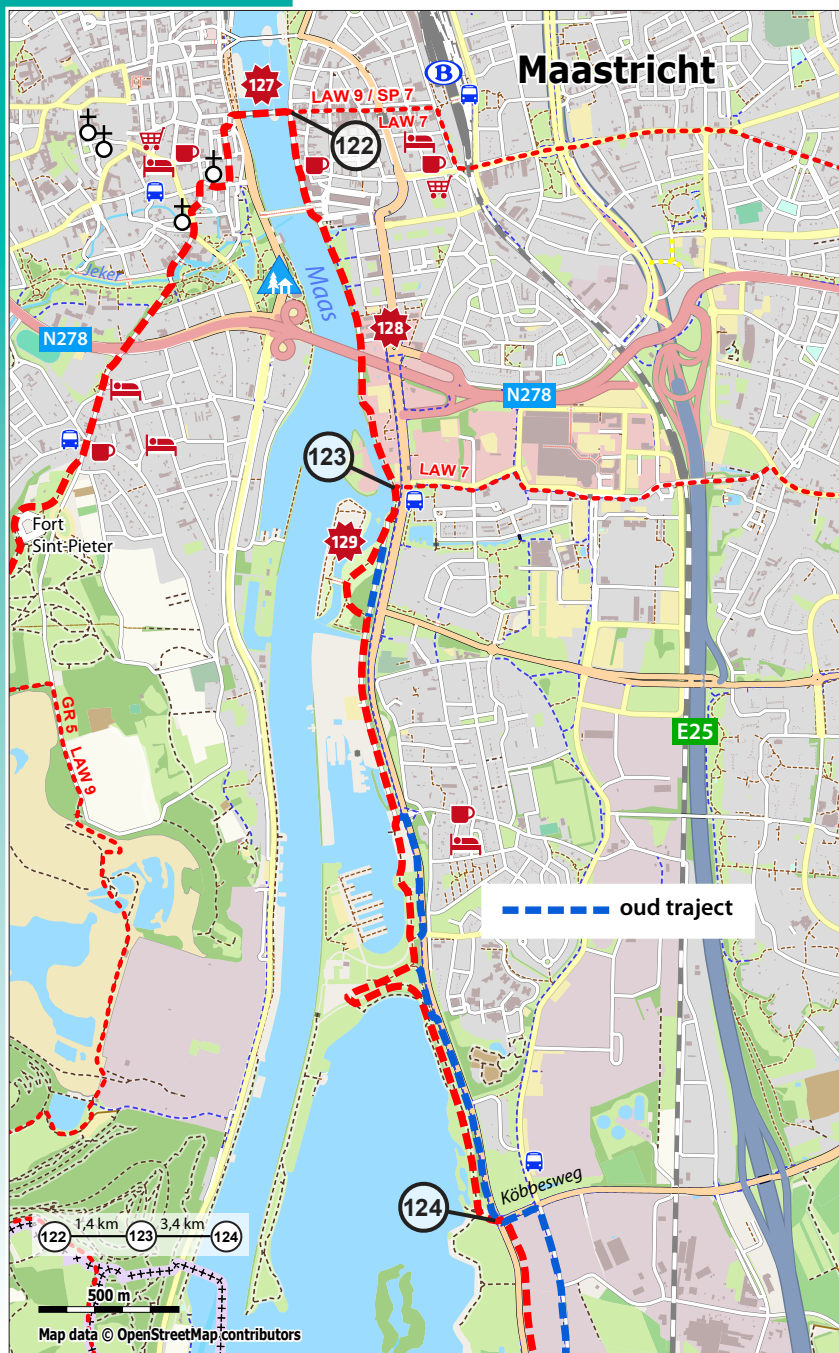 Maastricht
B
127
LAW 9 / SP 7
LAW 7
122
Jeker
Maas
128
N278
N278
123
LAW 7
Fort
Sint-Pieter
129
GR 5 LAW 9
E25
oud traject
Köbbesweg
124
1,4 km 3,4 km
122 123 124
500 m
Map data © OpenStreetMap contributors